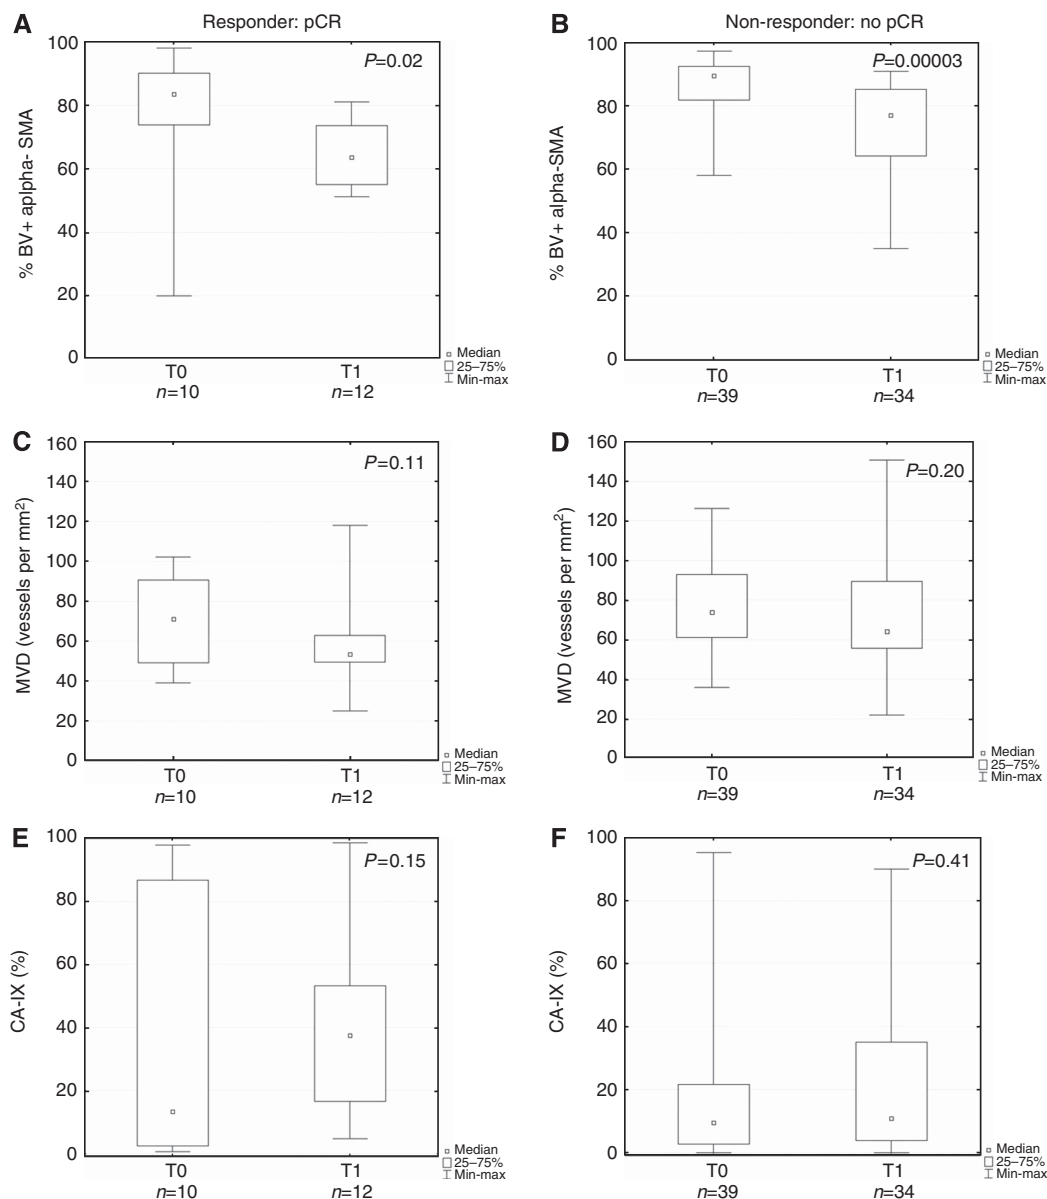 A
Responder: pCR
100
80
60
40
20
0
% BV+ aplpha- SMA
P=0.02
T0
n=10
T1
n=12
Median
25–75%
Min-max
B
Non-responder: no pCR
100
80
60
40
20
0
% BV+ alpha-SMA
P=0.00003
T0
n=39
T1
n=34
Median
25–75%
Min-max
C
160
140
120
100
80
60
40
20
0
MVD (vessels per mm²)
P=0.11
T0
n=10
T1
n=12
Median
25–75%
Min-max
D
160
140
120
100
80
60
40
20
0
MVD (vessels per mm²)
P=0.20
T0
n=39
T1
n=34
Median
25–75%
Min-max
E
100
80
60
40
20
0
CA-IX (%)
P=0.15
T0
n=10
T1
n=12
Median
25–75%
Min-max
F
100
80
60
40
20
0
CA-IX (%)
P=0.41
T0
n=39
T1
n=34
Median
25–75%
Min-max